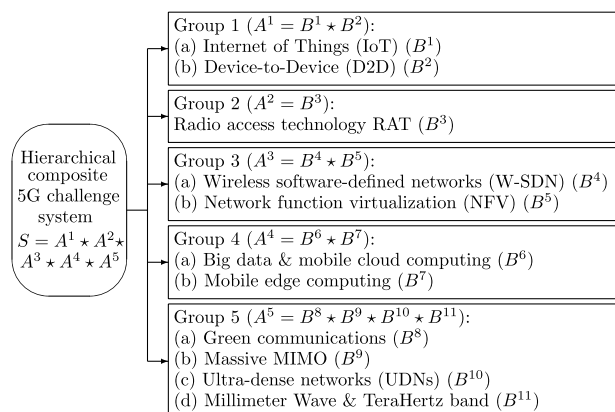 Hierarchical
composite
5G challenge
system
S = A¹ ⋆ A²⋆
A³ ⋆ A⁴ ⋆ A⁵
Group 1 (A¹ = B¹ ⋆ B²):
(a) Internet of Things (IoT) (B¹)
(b) Device-to-Device (D2D) (B²)
Group 2 (A² = B³):
Radio access technology RAT (B³)
Group 3 (A³ = B⁴ ⋆ B⁵):
(a) Wireless software-defined networks (W-SDN) (B⁴)
(b) Network function virtualization (NFV) (B⁵)
Group 4 (A⁴ = B⁶ ⋆ B⁷):
(a) Big data & mobile cloud computing (B⁶)
(b) Mobile edge computing (B⁷)
Group 5 (A⁵ = B⁸ ⋆ B⁹ ⋆ B¹⁰ ⋆ B¹¹):
(a) Green communications (B⁸)
(b) Massive MIMO (B⁹)
(c) Ultra-dense networks (UDNs) (B¹⁰)
(d) Millimeter Wave & TeraHertz band (B¹¹)